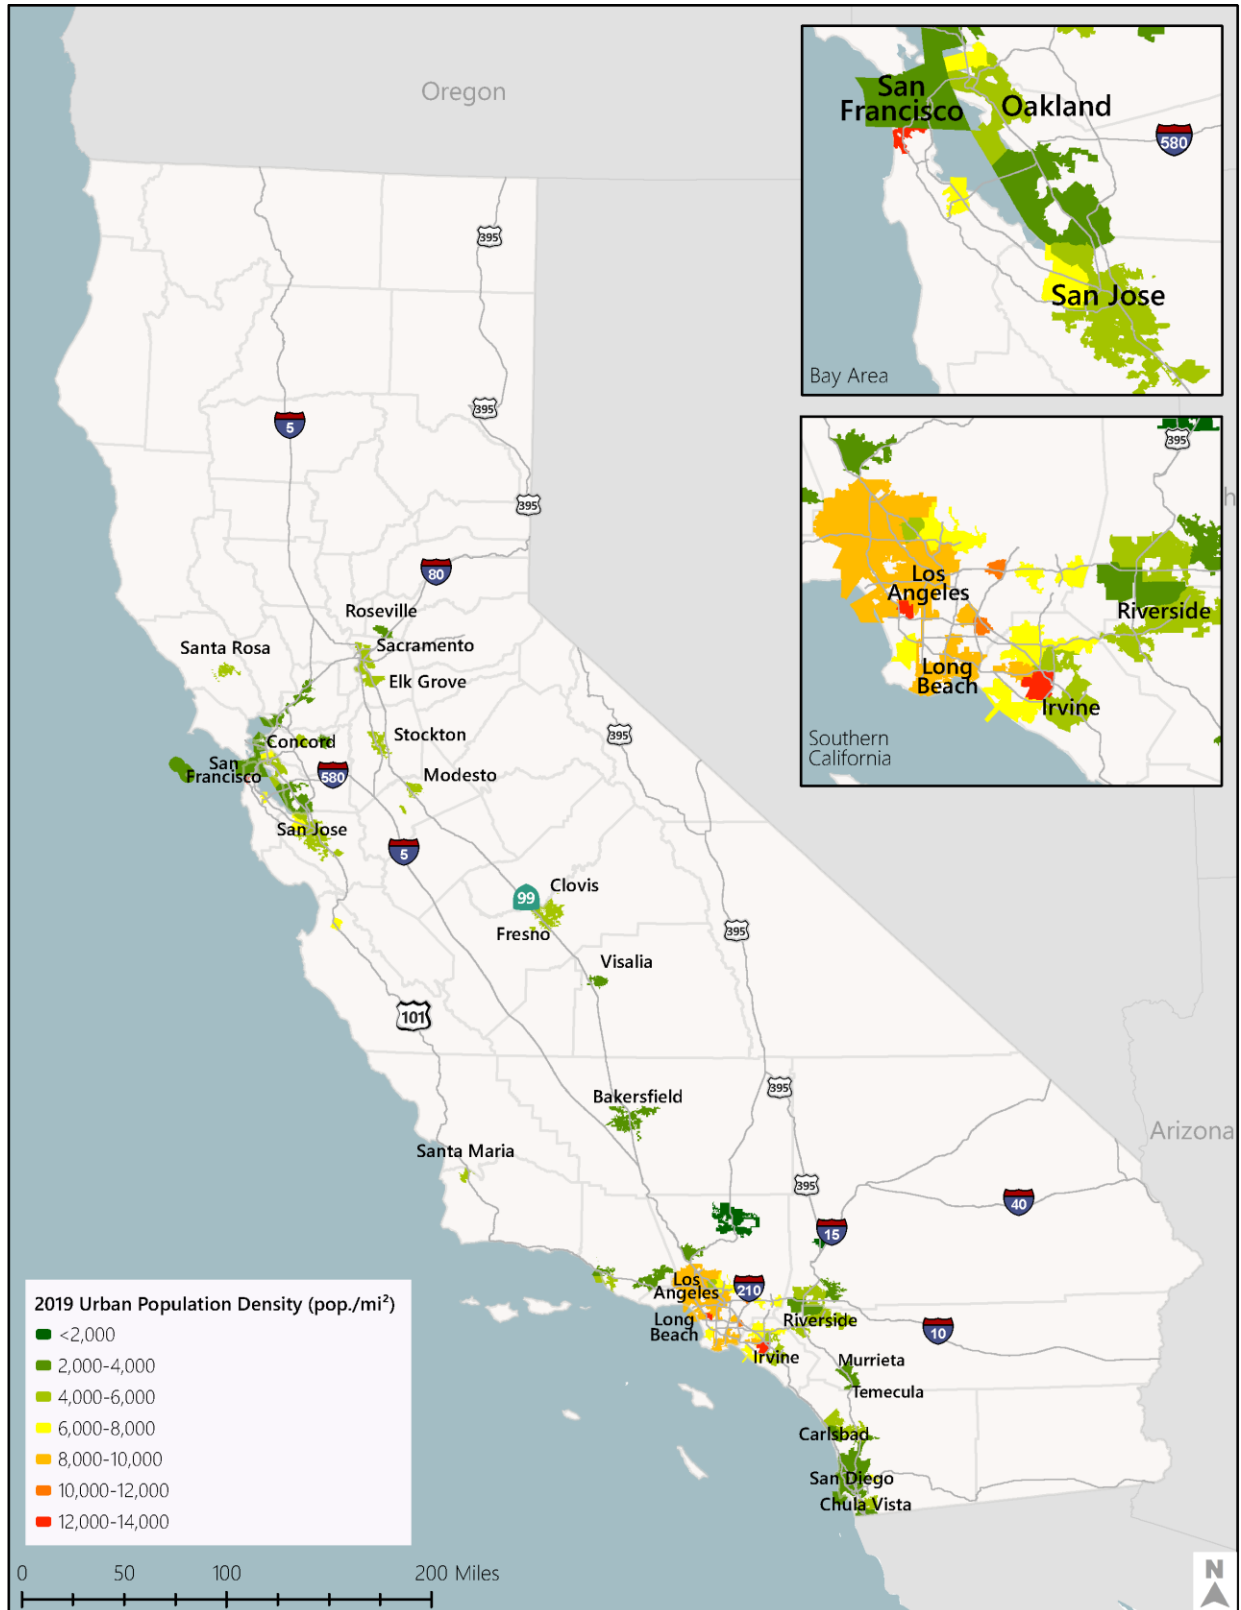 Oregon
395
395
5
395
80
Roseville
Sacramento
Santa Rosa
Elk Grove
Stockton
395
Concord
San
Francisco
580
Modesto
San Jose
5
Clovis
99
Fresno
395
Visalia
101
395
Bakersfield
Arizona
Santa Maria
395
40
15
Los
Angeles
210
Long
Beach
Riverside
10
Irvine
Murrieta
Temecula
Carlsbad
San Diego
Chula Vista
San
Francisco
Oakland
580
San Jose
Bay Area
395
Los
Angeles
Riverside
Long
Beach
Irvine
Southern
California
h
2019 Urban Population Density (pop./mi²)
<2,000
2,000-4,000
4,000-6,000
6,000-8,000
8,000-10,000
10,000-12,000
12,000-14,000
0 50 100 200 Miles
N